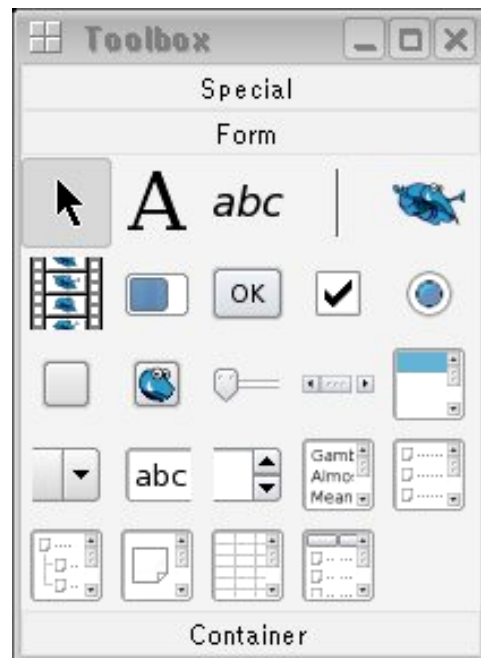 Toolbox
Special
Form
A abc
OK
abc
Gamb
Almo:
Mean
Container